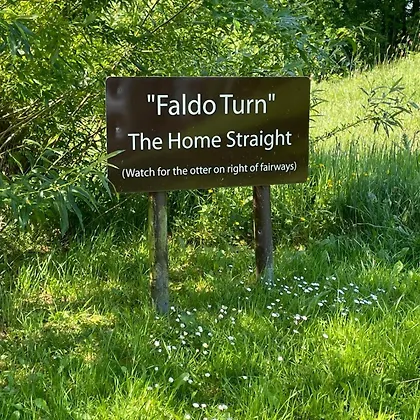 "Faldo Turn"
The Home Straight
(Watch for the otter on right of fairways)